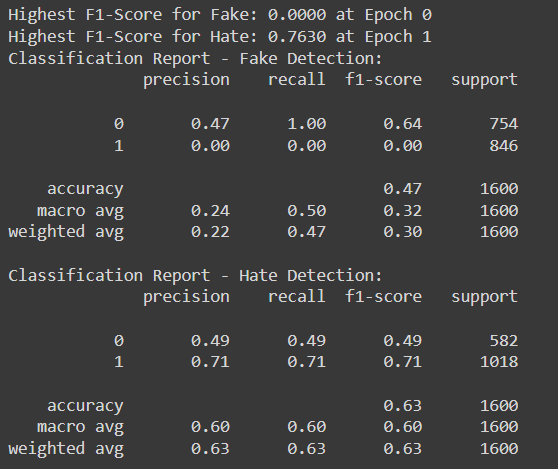 Highest F1-Score for Fake: 0.0000 at Epoch 0
Highest F1-Score for Hate: 0.7630 at Epoch 1
Classification Report - Fake Detection:
precision recall f1-score support
0 0.47 1.00 0.64 754
1 0.00 0.00 0.00 846
accuracy 0.47 1600
macro avg 0.24 0.50 0.32 1600
weighted avg 0.22 0.47 0.30 1600
Classification Report - Hate Detection:
precision recall f1-score support
0 0.49 0.49 0.49 582
1 0.71 0.71 0.71 1018
accuracy 0.63 1600
macro avg 0.60 0.60 0.60 1600
weighted avg 0.63 0.63 0.63 1600